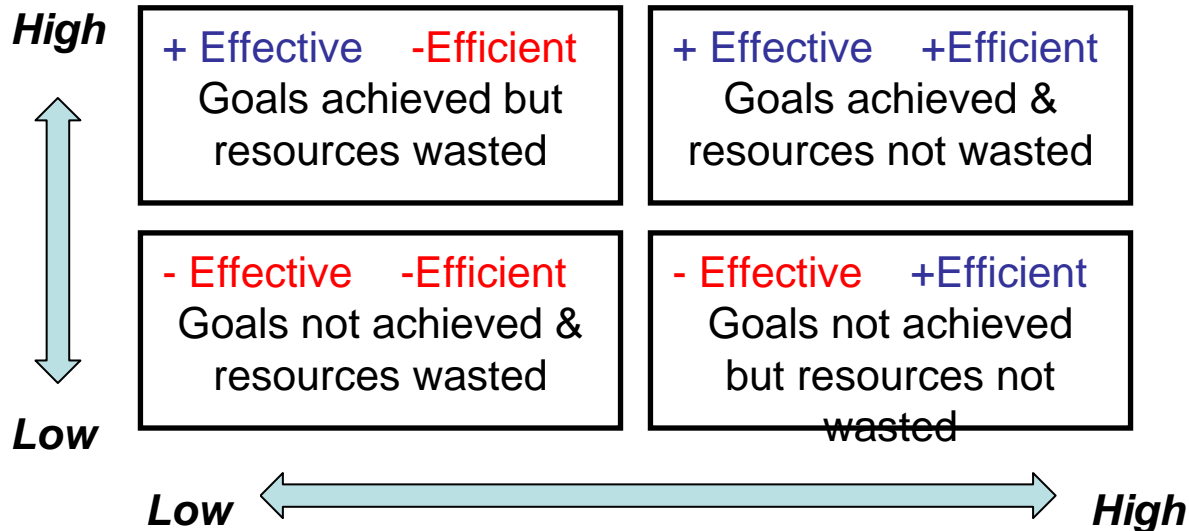 High
+ Effective -Efficient
Goals achieved but
resources wasted
+ Effective +Efficient
Goals achieved &
resources not wasted
- Effective -Efficient
Goals not achieved &
resources wasted
- Effective +Efficient
Goals not achieved
but resources not
wasted
Low
Low
High